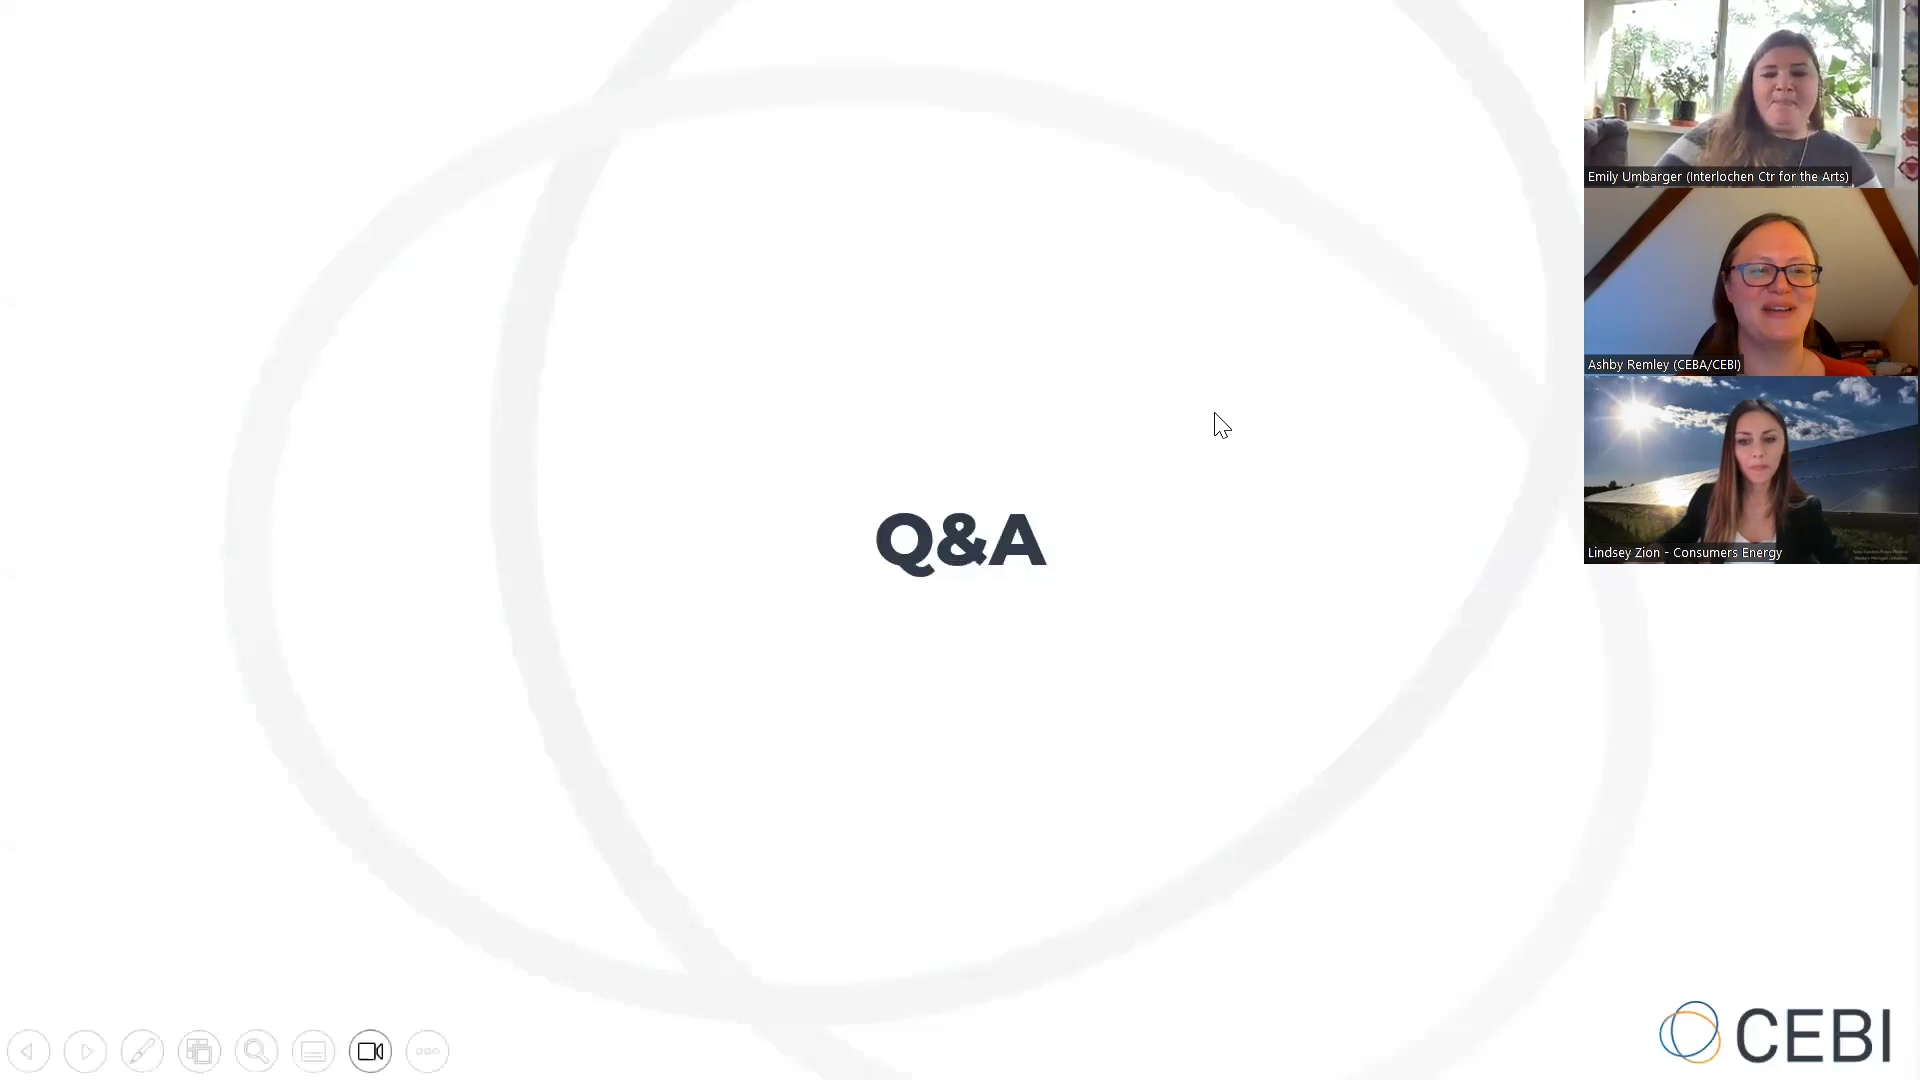 Emily Umbarger (Interlochen Ctr for the Arts)
Ashby Remley (CEBA/CEBI)
Q&A
Lindsey Zion - Consumers Energy
CEBI